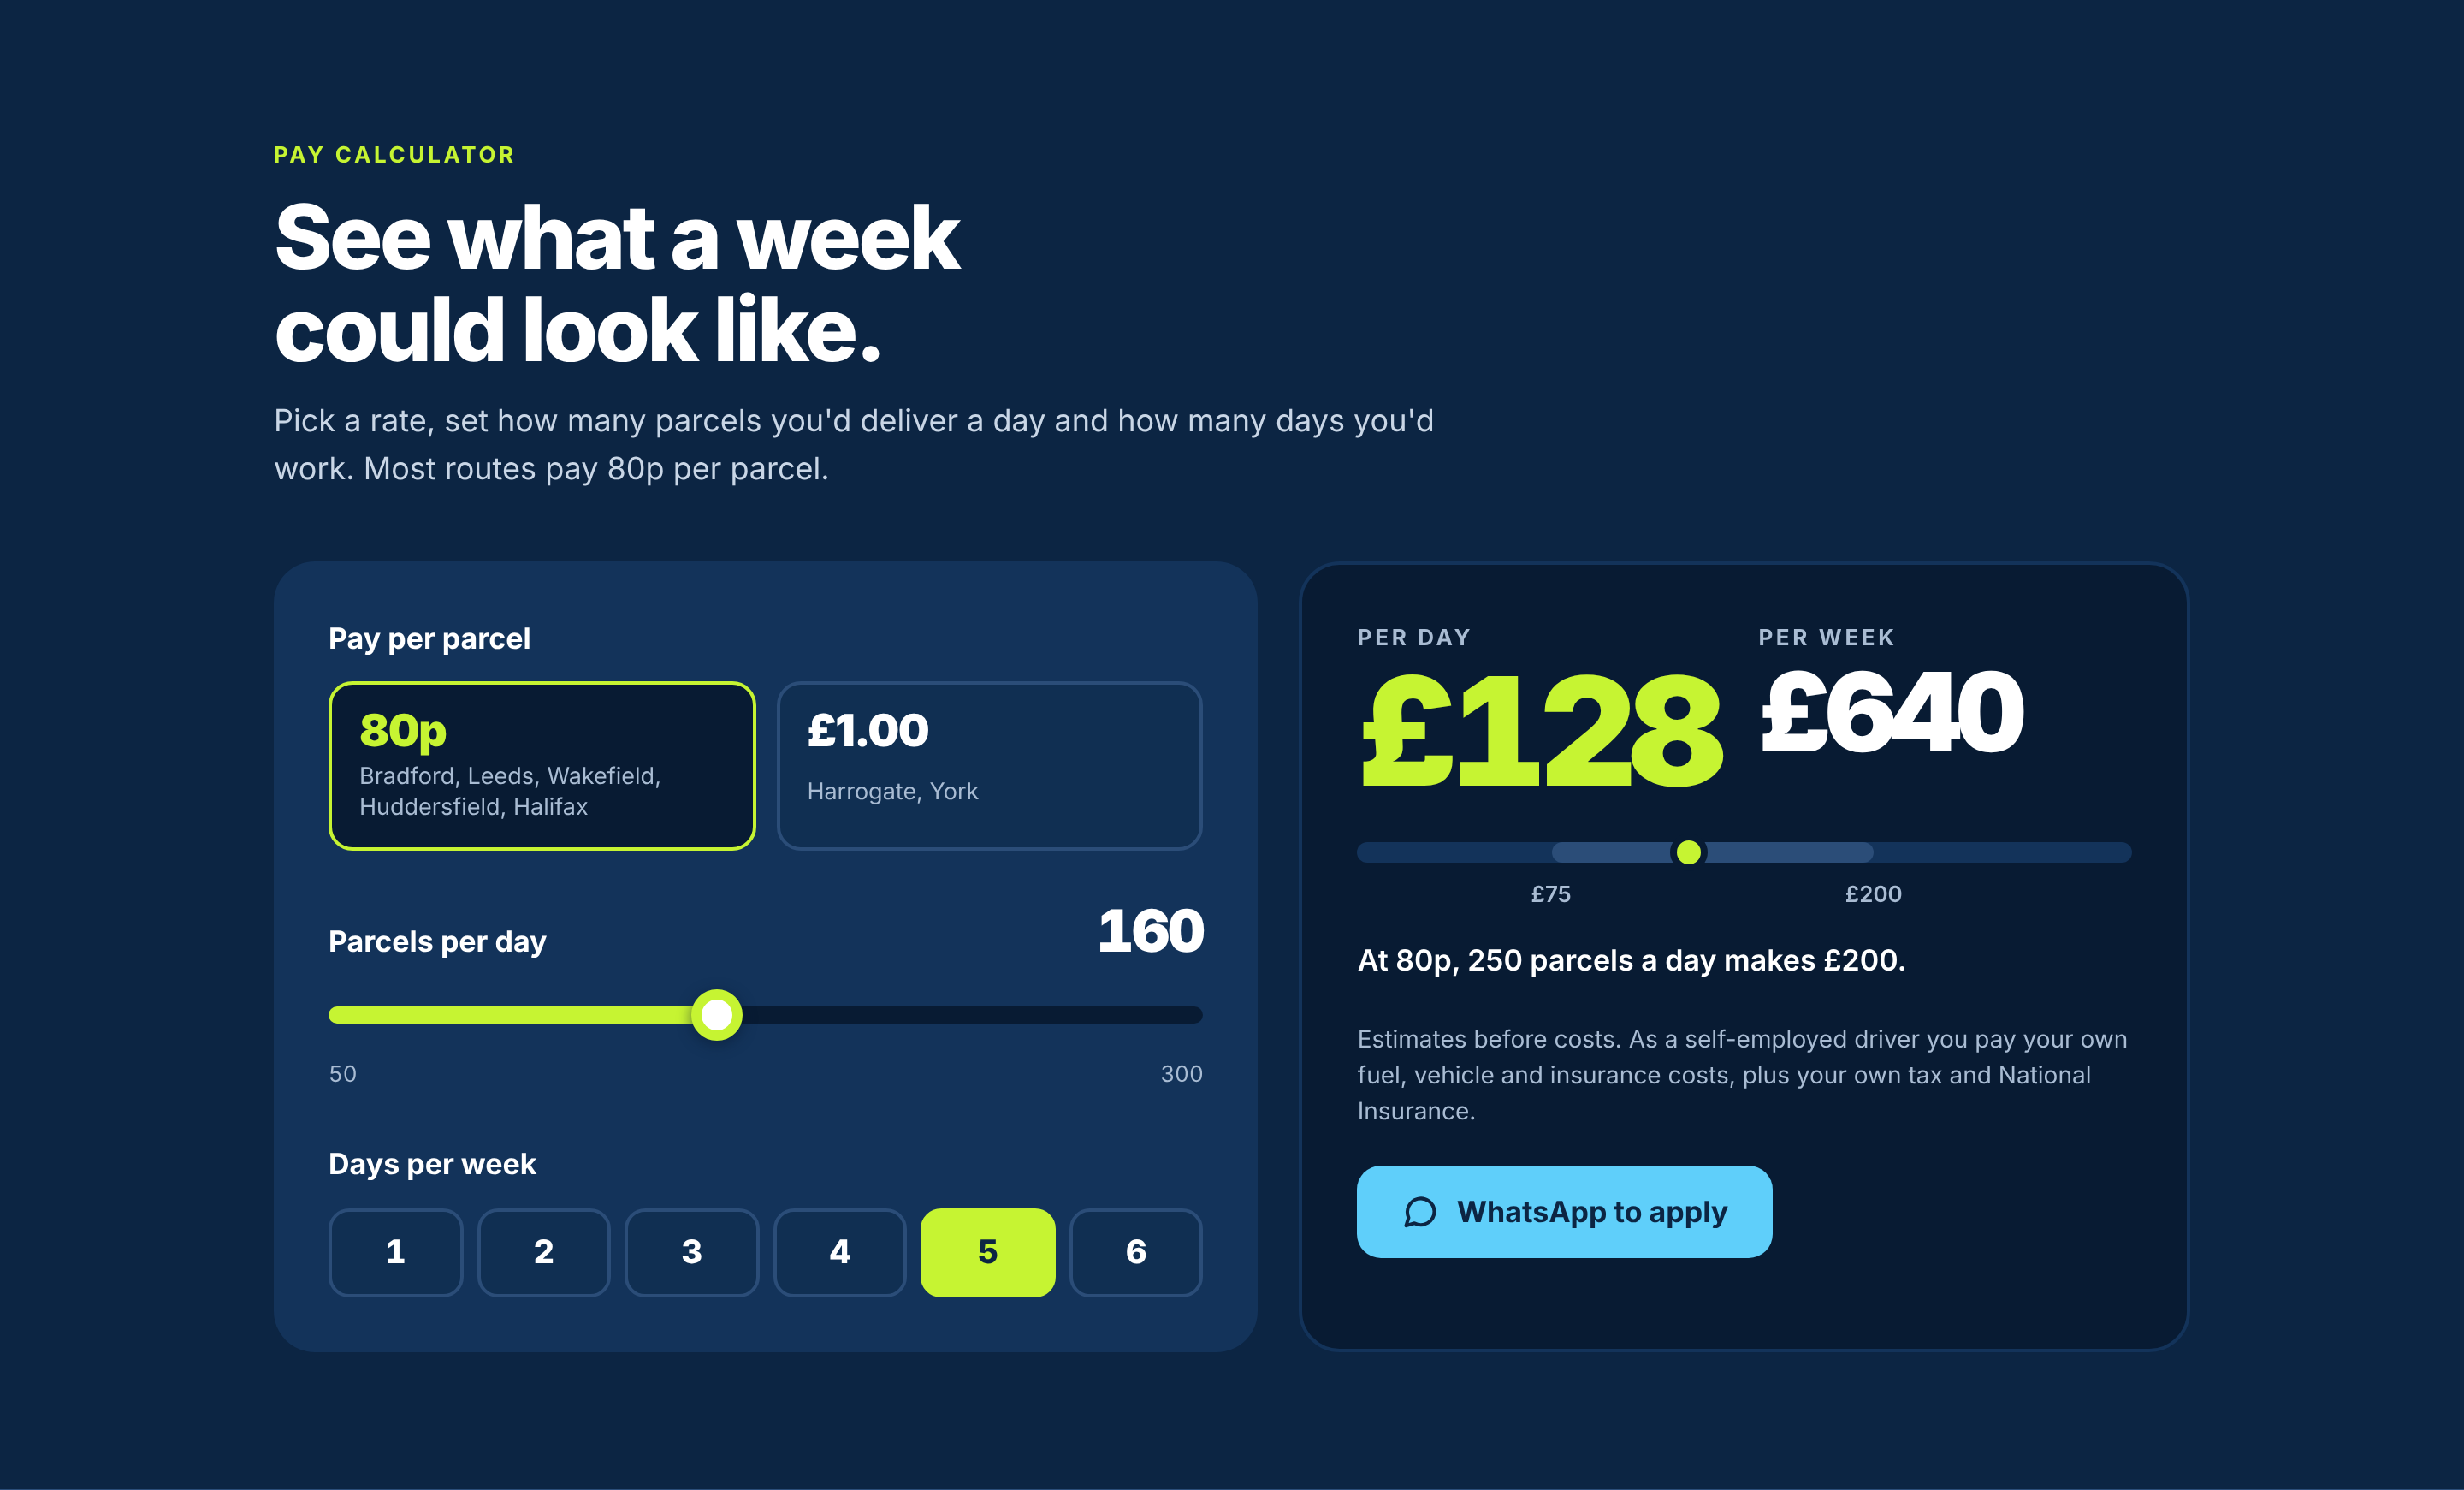 PAY CALCULATOR
See what a week
could look like.
Pick a rate, set how many parcels you'd deliver a day and how many days you'd
work. Most routes pay 80p per parcel.
Pay per parcel
80p
Bradford, Leeds, Wakefield,
Huddersfield, Halifax
£1.00
Harrogate, York
Parcels per day
160
50
300
Days per week
1
2
3
4
5
6
PER DAY
£128
PER WEEK
£640
£75
£200
At 80p, 250 parcels a day makes £200.
Estimates before costs. As a self-employed driver you pay your own
fuel, vehicle and insurance costs, plus your own tax and National
Insurance.
WhatsApp to apply